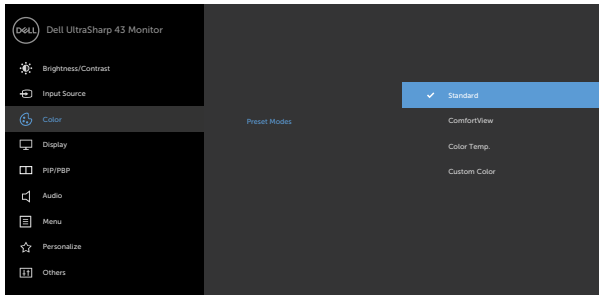 DELL Dell UltraSharp 43 Monitor
Brightness/Contrast
Input Source
Standard
Color
Preset Modes
ComfortView
Display
Color Temp.
PIP/PBP
Custom Color
Audio
Menu
Personalize
Others